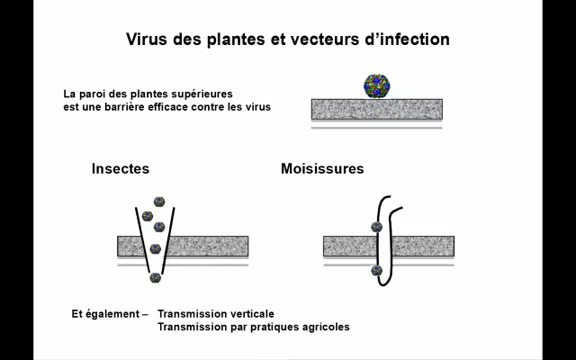 Virus des plantes et vecteurs d'infection
La paroi des plantes supérieures
est une barrière efficace contre les virus
Insectes
Moisissures
Et également – Transmission verticale
Transmission par pratiques agricoles